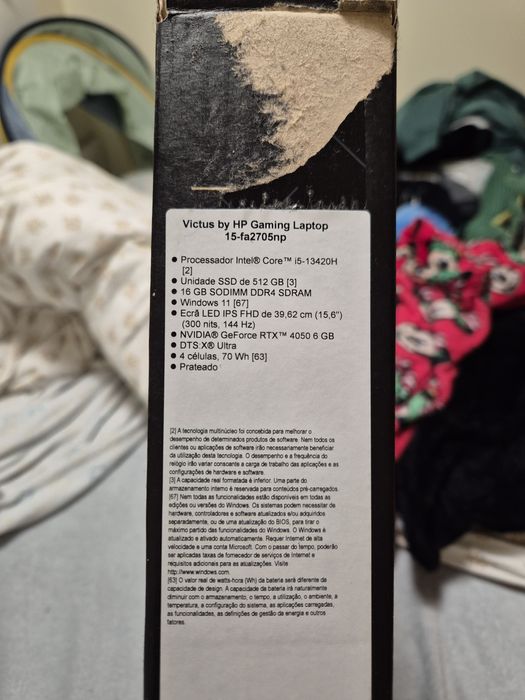 Victus by HP Gaming Laptop
15-fa2705np
● Processador Intel® Core™ i5-13420H
[2]
● Unidade SSD de 512 GB [3]
● 16 GB SODIMM DDR4 SDRAM
● Windows 11 [67]
● Ecrã LED IPS FHD de 39,62 cm (15,6")
(300 nits, 144 Hz)
● NVIDIA® GeForce RTX™ 4050 6 GB
● DTS:X® Ultra
● 4 células, 70 Wh [63]
● Prateado
[2] A tecnologia multinúcleo foi concebida para melhorar o
desempenho de determinados produtos de software. Nem todos os
clientes ou aplicações de software irão necessariamente beneficiar
da utilização desta tecnologia. O desempenho e a frequência do
relógio irão variar consoante a carga de trabalho das aplicações e as
configurações de hardware e software.
[3] A capacidade real formatada é inferior. Uma parte do
armazenamento interno é reservada para conteúdos pré-carregados.
[67] Nem todas as funcionalidades estão disponíveis em todas as
edições ou versões do Windows. Os sistemas podem necessitar de
hardware, controladores e software atualizados e/ou adquiridos
separadamente, ou de uma atualização do BIOS, para tirar o
máximo partido das funcionalidades do Windows. O Windows é
atualizado e ativado automaticamente. Requer Internet de alta
velocidade e uma conta Microsoft. Com o passar do tempo, poderão
ser aplicadas taxas de fornecedor de serviços de Internet e
requisitos adicionais para as atualizações. Visite
http://www.windows.com.
[63] O valor real de watts-hora (Wh) da bateria será diferente da
capacidade de design. A capacidade da bateria irá naturalmente
diminuir com o armazenamento, o tempo, a utilização, o ambiente, a
temperatura, a configuração do sistema, as aplicações carregadas,
as funcionalidades, as definições de gestão da energia e outros
fatores.